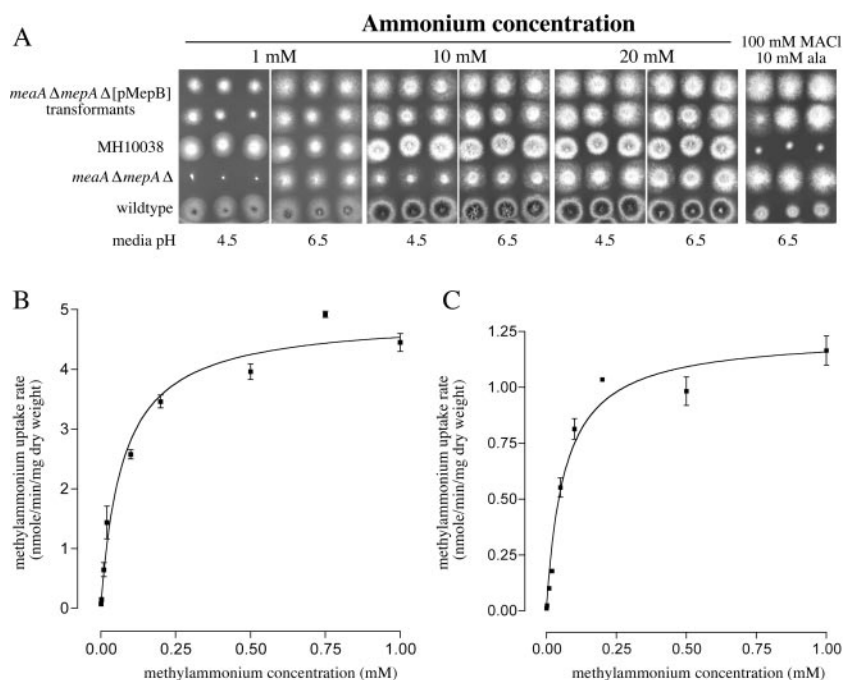 A
Ammonium concentration
1 mM
10 mM
20 mM
100 mM MACl
10 mM ala
meaA Δ mepA Δ[pMepB]
transformants
MH10038
meaA Δ mepA Δ
wildtype
media pH
4.5
6.5
4.5
6.5
4.5
6.5
6.5
B
methylammonium uptake rate
(nmole/min/mg dry weight)
5
4
3
2
1
0
0.00
0.25
0.50
0.75
1.00
methylammonium concentration (mM)
C
methylammonium uptake rate
(nmole/min/mg dry weight)
1.25
1.00
0.75
0.50
0.25
0.00
0.00
0.25
0.50
0.75
1.00
methylammonium concentration (mM)